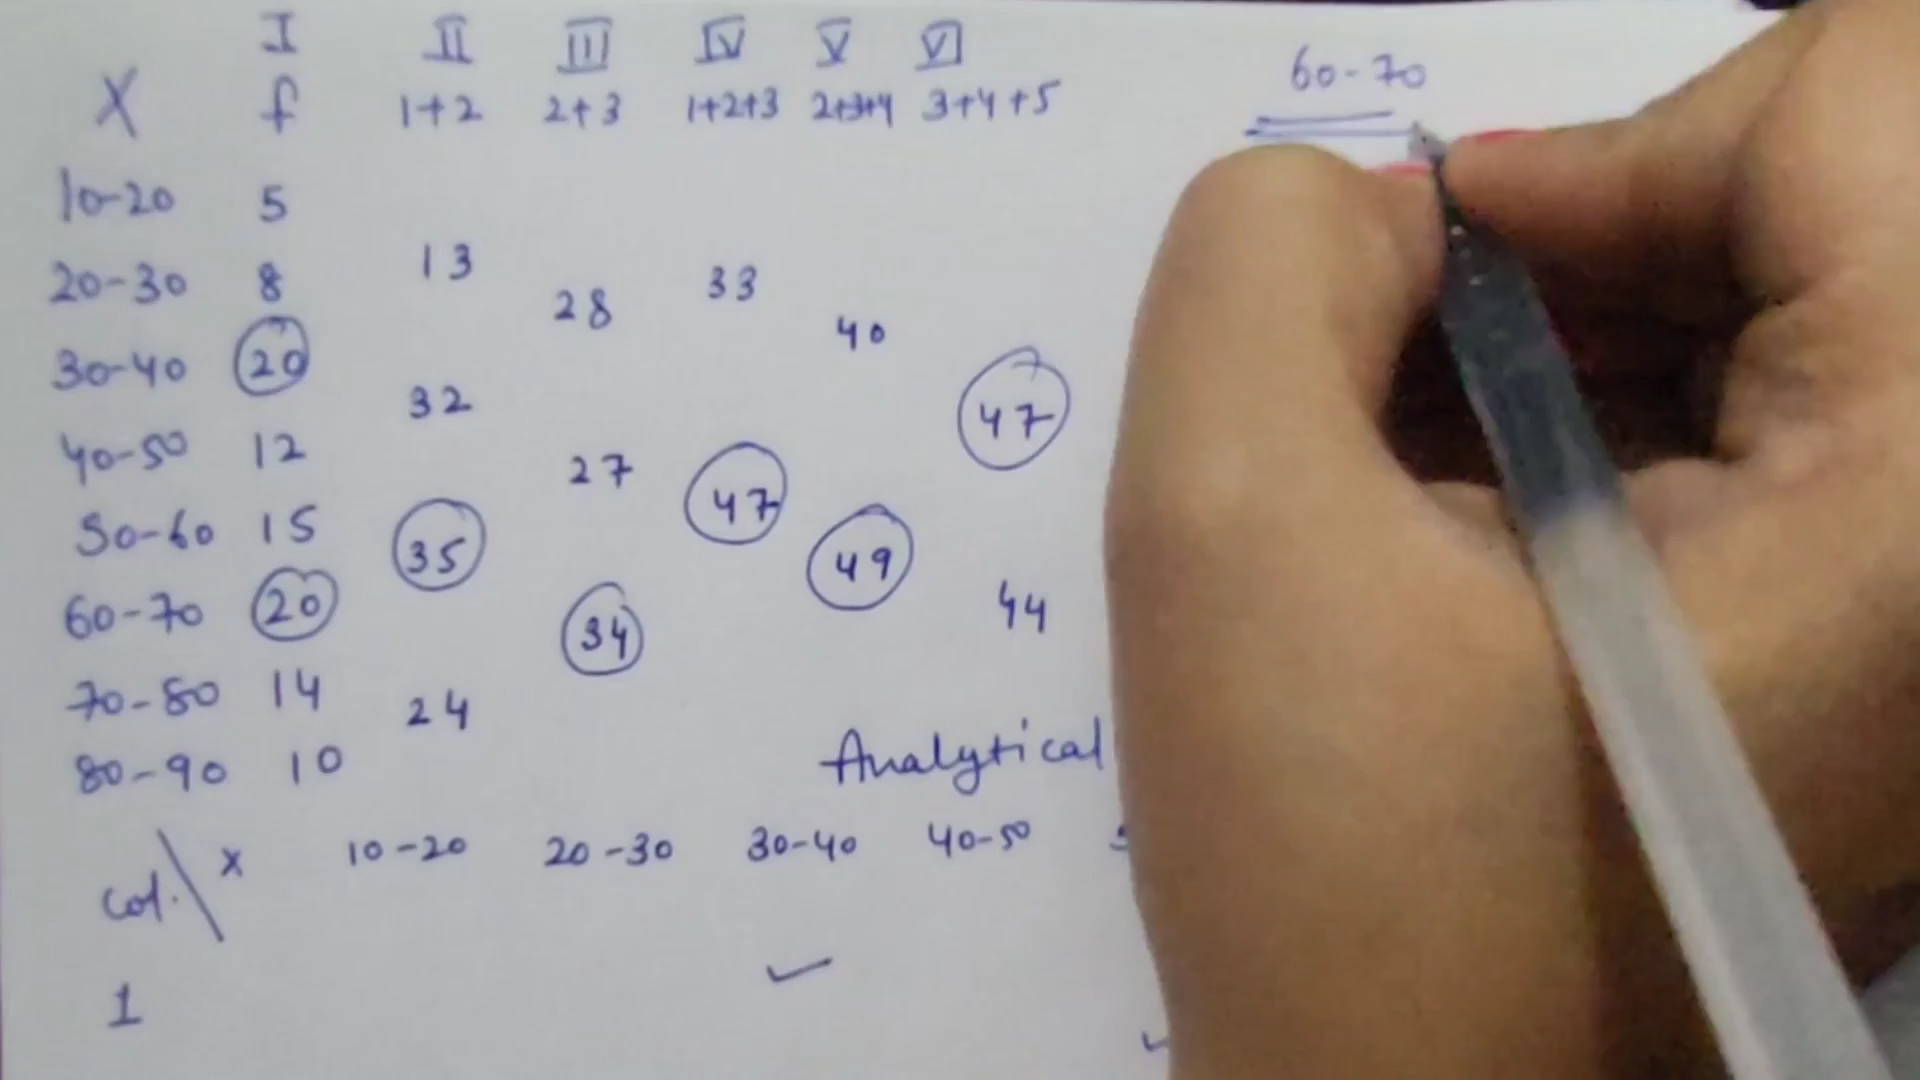 I II III IV V VI
X f 1+2 2+3 1+2+3 2+3+4 3+4+5 60-70
10-20 5
13
20-30 8 28 33
40
30-40 20
32 47
40-50 12 27 47
50-60 15 35 49
60-70 20 34 44
70-80 14 24
80-90 10 Analytical
col. x 10-20 20-30 30-40 40-50
1